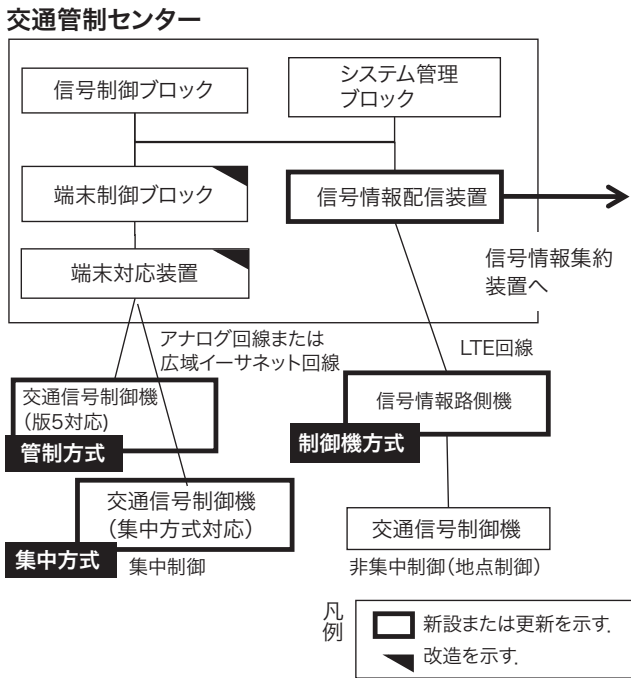 交通管制センター
信号制御ブロック
システム管理
ブロック
端末制御ブロック
信号情報配信装置
端末対応装置
信号情報集約
装置へ
アナログ回線または
広域イーサネット回線
LTE回線
交通信号制御機
(版5対応)
管制方式
信号情報路側機
制御機方式
交通信号制御機
(集中方式対応)
集中方式
集中制御
交通信号制御機
非集中制御(地点制御)
凡
例
新設または更新を示す.
改造を示す.